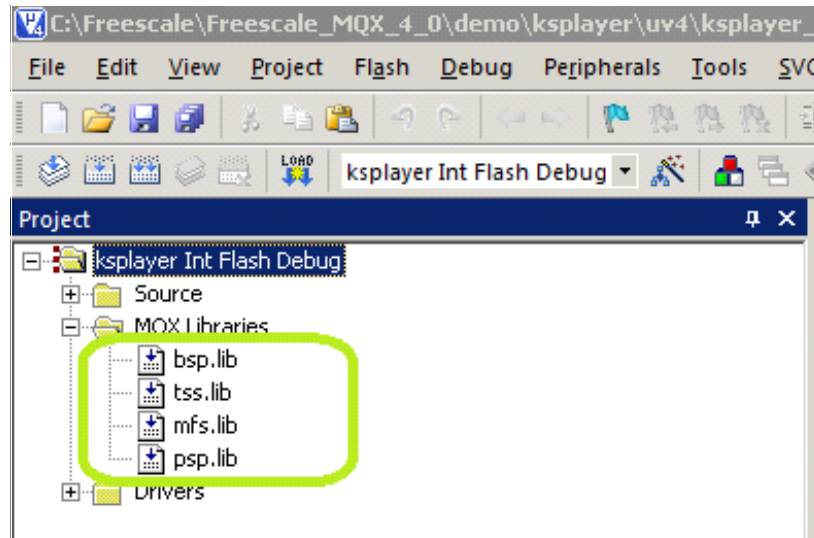 C:\Freescale\Freescale_MQX_4_0\demo\ksplayer\uv4\ksplayer_
File Edit View Project Flash Debug Peripherals Tools SVC
LOAD ksplayer Int Flash Debug
Project
ksplayer Int Flash Debug
Source
MQX Libraries
bsp.lib
tss.lib
mfs.lib
psp.lib
Drivers